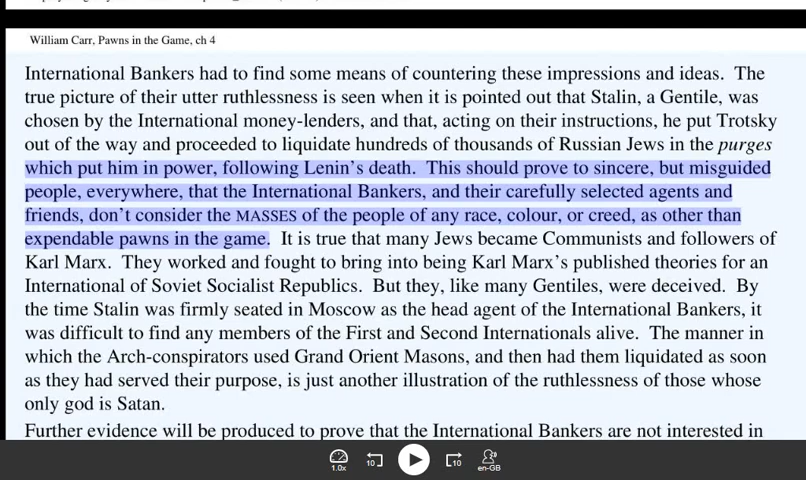 William Carr, Pawns in the Game, ch 4
International Bankers had to find some means of countering these impressions and ideas. The
true picture of their utter ruthlessness is seen when it is pointed out that Stalin, a Gentile, was
chosen by the International money-lenders, and that, acting on their instructions, he put Trotsky
out of the way and proceeded to liquidate hundreds of thousands of Russian Jews in the purges
which put him in power, following Lenin's death. This should prove to sincere, but misguided
people, everywhere, that the International Bankers, and their carefully selected agents and
friends, don't consider the MASSES of the people of any race, colour, or creed, as other than
expendable pawns in the game. It is true that many Jews became Communists and followers of
Karl Marx. They worked and fought to bring into being Karl Marx's published theories for an
International of Soviet Socialist Republics. But they, like many Gentiles, were deceived. By
the time Stalin was firmly seated in Moscow as the head agent of the International Bankers, it
was difficult to find any members of the First and Second Internationals alive. The manner in
which the Arch-conspirators used Grand Orient Masons, and then had them liquidated as soon
as they had served their purpose, is just another illustration of the ruthlessness of those whose
only god is Satan.
Further evidence will be produced to prove that the International Bankers are not interested in
1.0x 10 10 en-GB